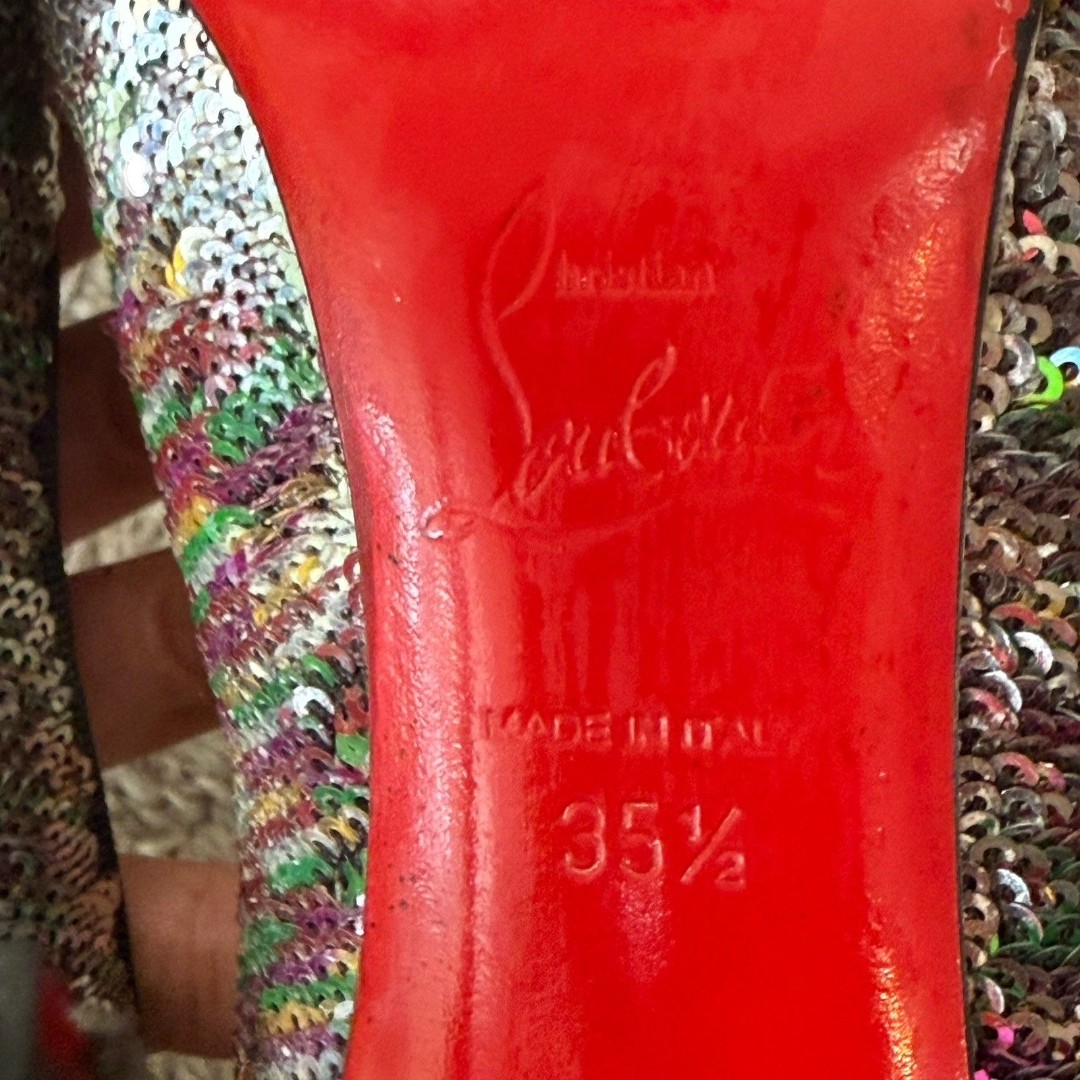 Christian
Louboutin
MADE IN ITALY
35½